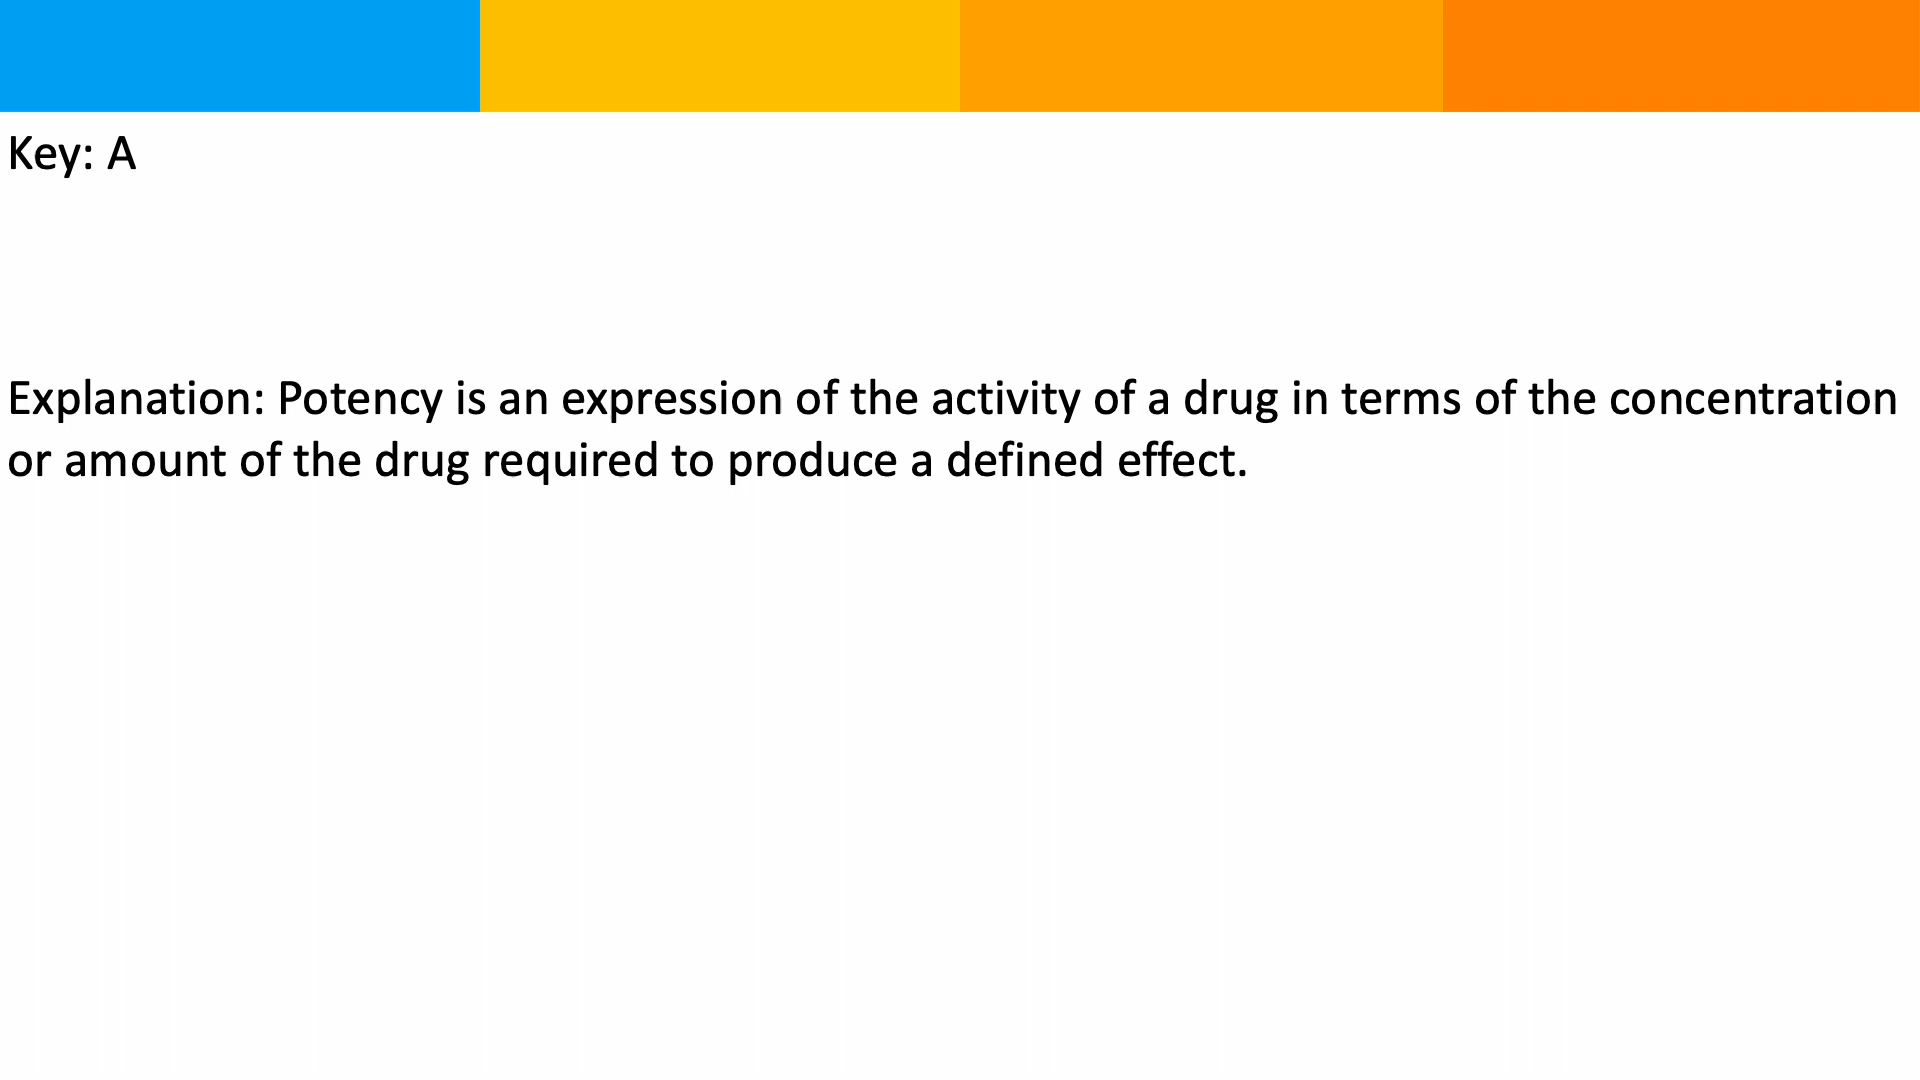 Key: A
Explanation: Potency is an expression of the activity of a drug in terms of the concentration
or amount of the drug required to produce a defined effect.